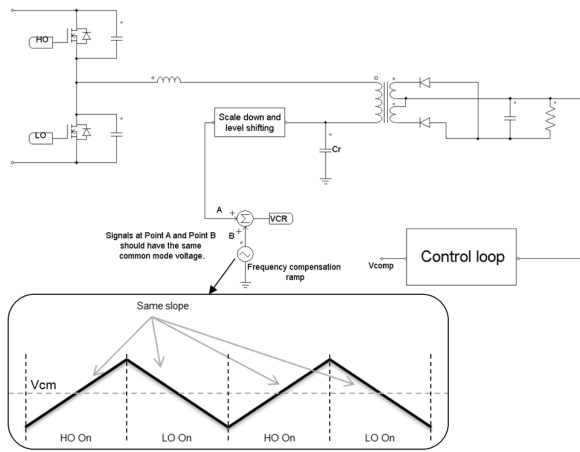 HO
LO
Scale down and
level shifting
Cr
A
VCR
B
Signals at Point A and Point B
should have the same
common mode voltage.
Frequency compensation
ramp
Vcomp
Control loop
Same slope
Vcm
HO On
LO On
HO On
LO On